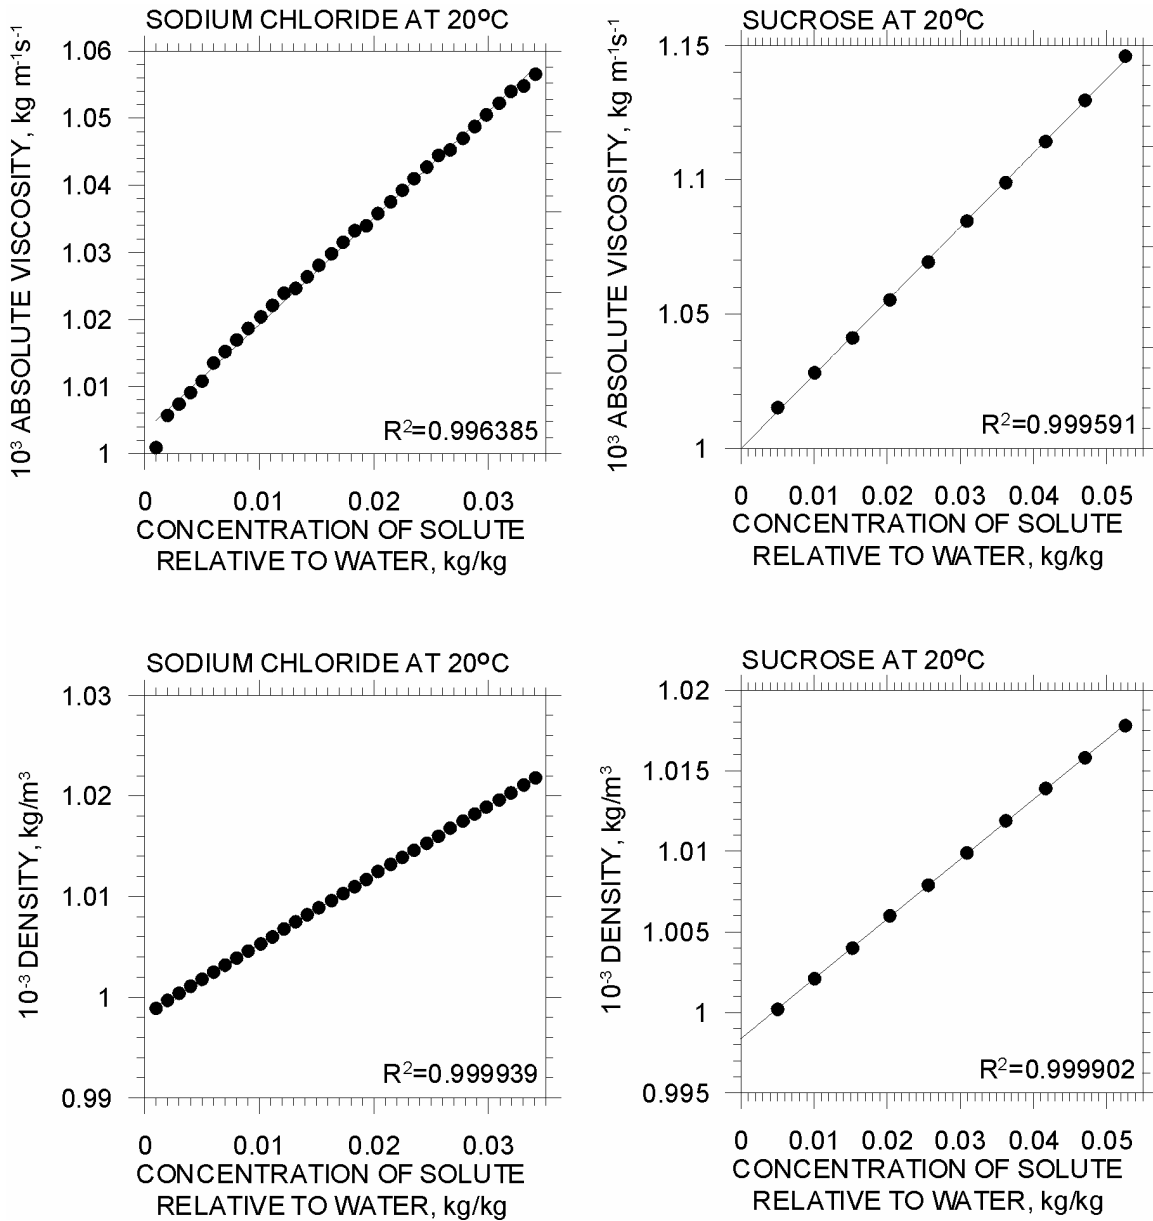 SODIUM CHLORIDE AT 20ºC
10³ ABSOLUTE VISCOSITY, kg m⁻¹s⁻¹
1.06
1.05
1.04
1.03
1.02
1.01
1
R²=0.996385
0 0.01 0.02 0.03
CONCENTRATION OF SOLUTE
RELATIVE TO WATER, kg/kg
SUCROSE AT 20ºC
10³ ABSOLUTE VISCOSITY, kg m⁻¹s⁻¹
1.15
1.1
1.05
1
R²=0.999591
0 0.01 0.02 0.03 0.04 0.05
CONCENTRATION OF SOLUTE
RELATIVE TO WATER, kg/kg
SODIUM CHLORIDE AT 20ºC
10⁻³ DENSITY, kg/m³
1.03
1.02
1.01
1
0.99
R²=0.999939
0 0.01 0.02 0.03
CONCENTRATION OF SOLUTE
RELATIVE TO WATER, kg/kg
SUCROSE AT 20ºC
10⁻³ DENSITY, kg/m³
1.02
1.015
1.01
1.005
1
0.995
R²=0.999902
0 0.01 0.02 0.03 0.04 0.05
CONCENTRATION OF SOLUTE
RELATIVE TO WATER, kg/kg